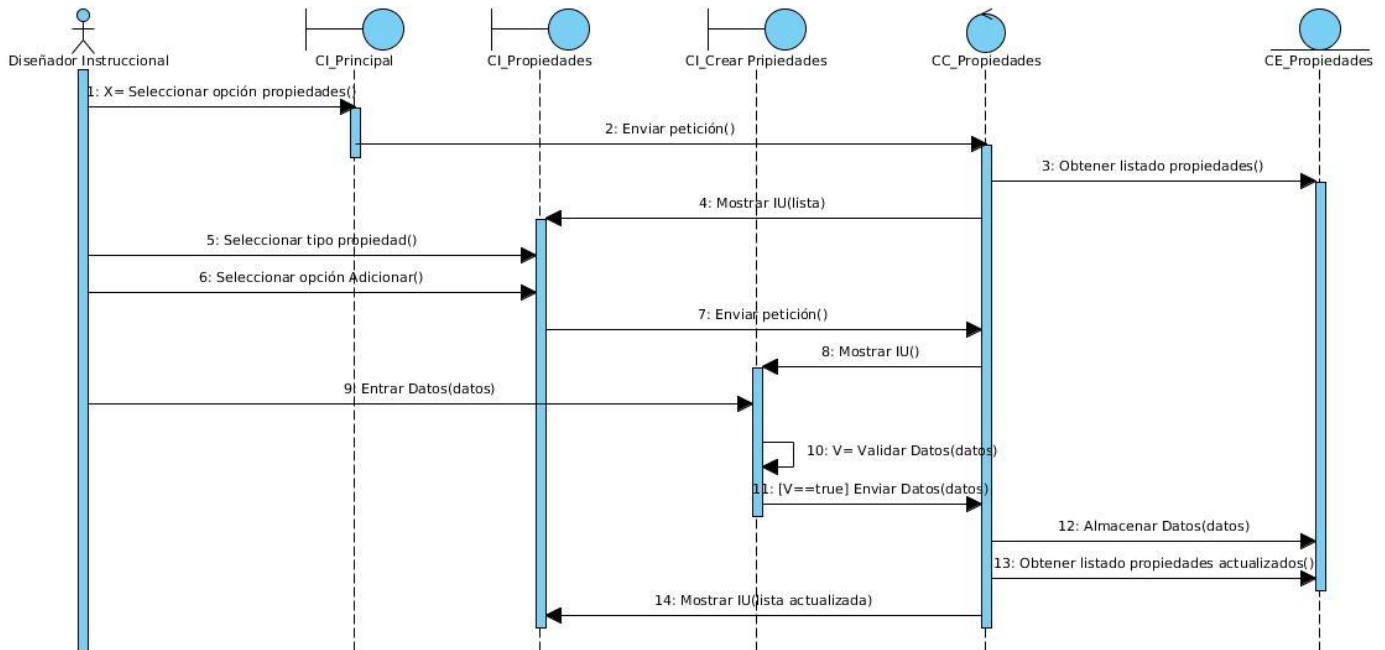 Diseñador Instruccional
CI_Principal
CI_Propiedades
CI_Crear Pripiedades
CC_Propiedades
CE_Propiedades
1: X= Seleccionar opción propiedades()
2: Enviar petición()
3: Obtener listado propiedades()
4: Mostrar IU(lista)
5: Seleccionar tipo propiedad()
6: Seleccionar opción Adicionar()
7: Enviar petición()
8: Mostrar IU()
9: Entrar Datos(datos)
10: V= Validar Datos(datos)
11: [V==true] Enviar Datos(datos)
12: Almacenar Datos(datos)
13: Obtener listado propiedades actualizados()
14: Mostrar IU(lista actualizada)